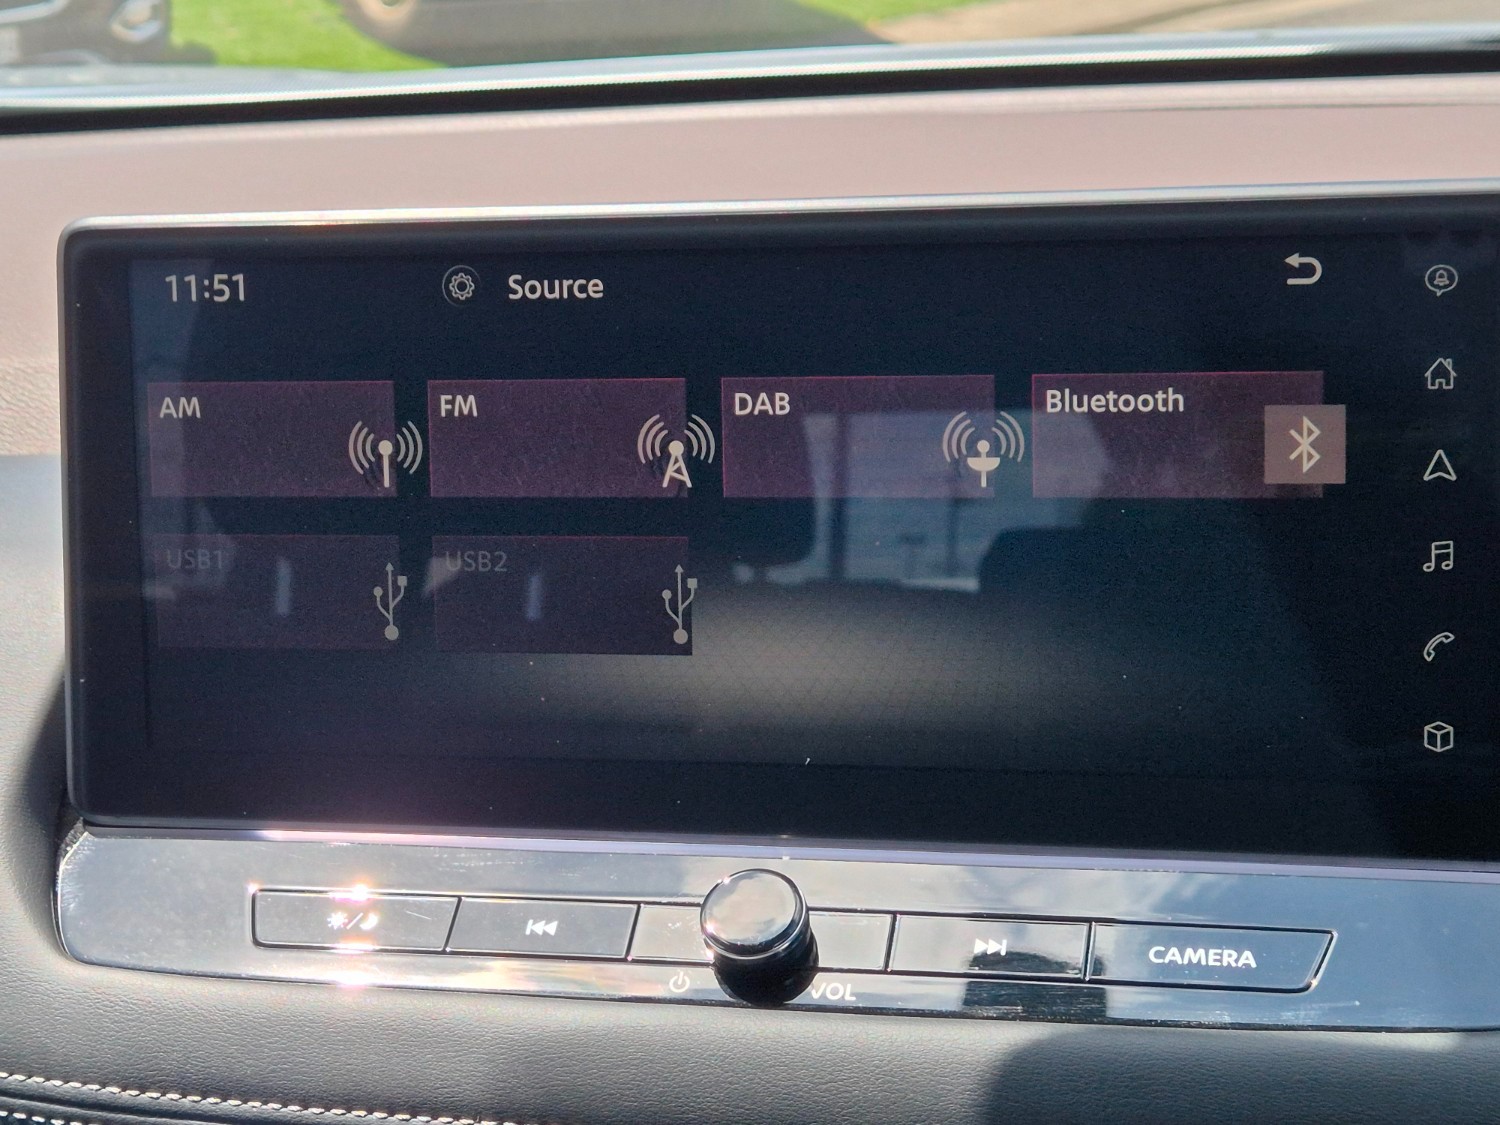 11:51
Source
AM
FM
DAB
Bluetooth
USB1
USB2
VOL
CAMERA